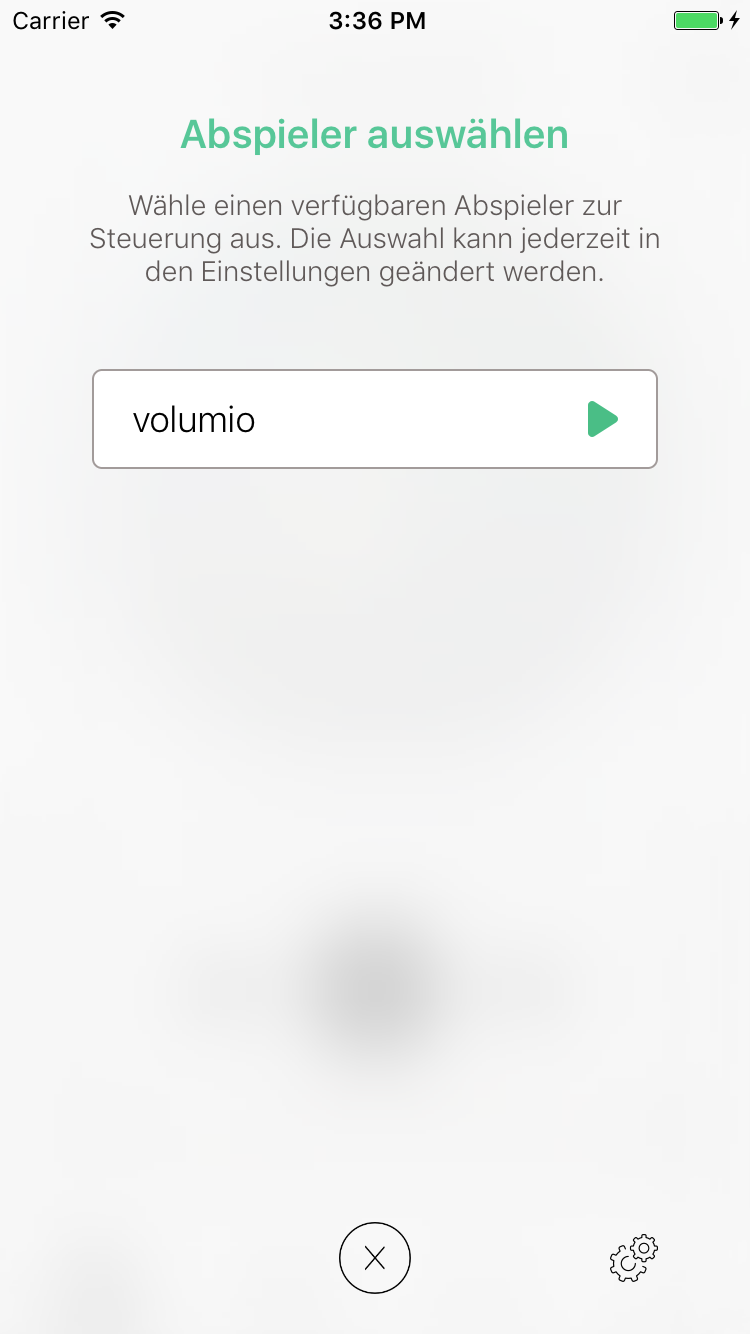 Carrier 3:36 PM
Abspieler auswählen
Wähle einen verfügbaren Abspieler zur
Steuerung aus. Die Auswahl kann jederzeit in
den Einstellungen geändert werden.
volumio